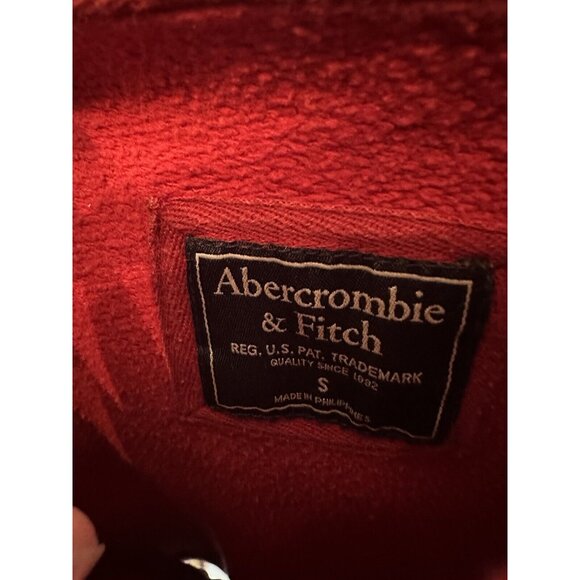 Abercrombie
& Fitch
REG. U.S. PAT. TRADEMARK
QUALITY SINCE 1892
S
MADE IN PHILIPPINES